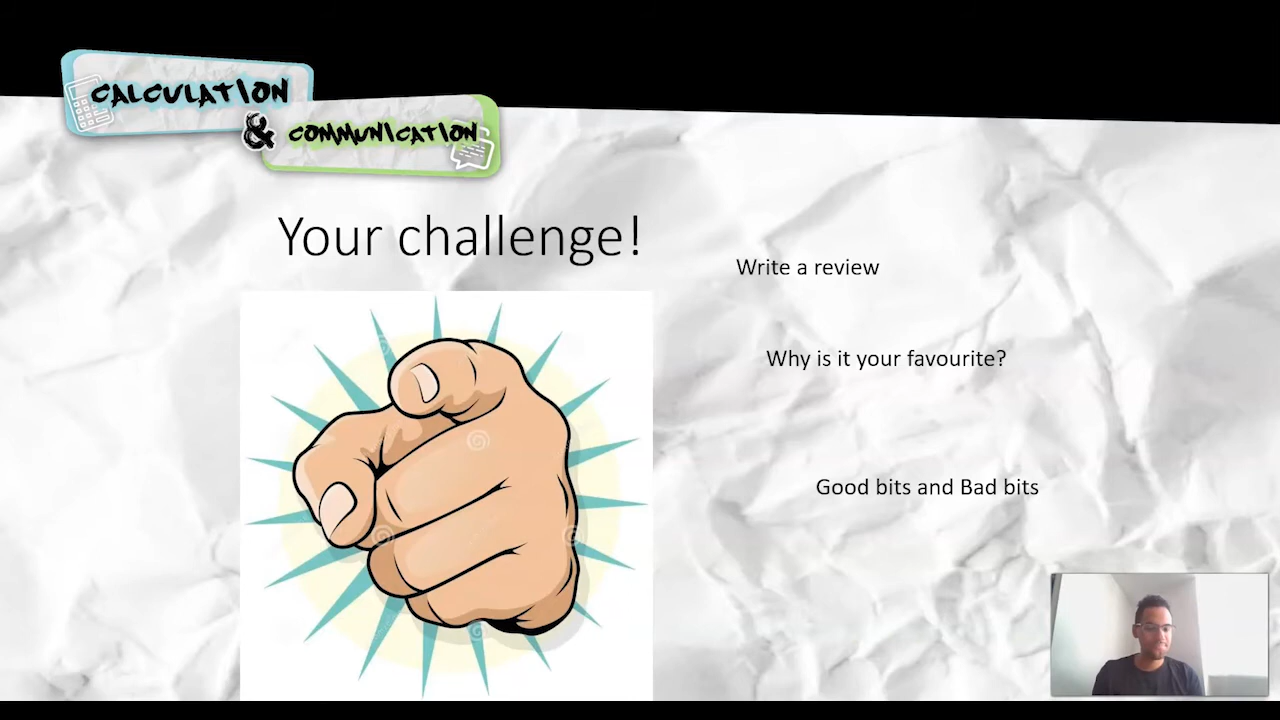 CALCULATION
& COMMUNICATION
Your challenge!
Write a review
Why is it your favourite?
Good bits and Bad bits